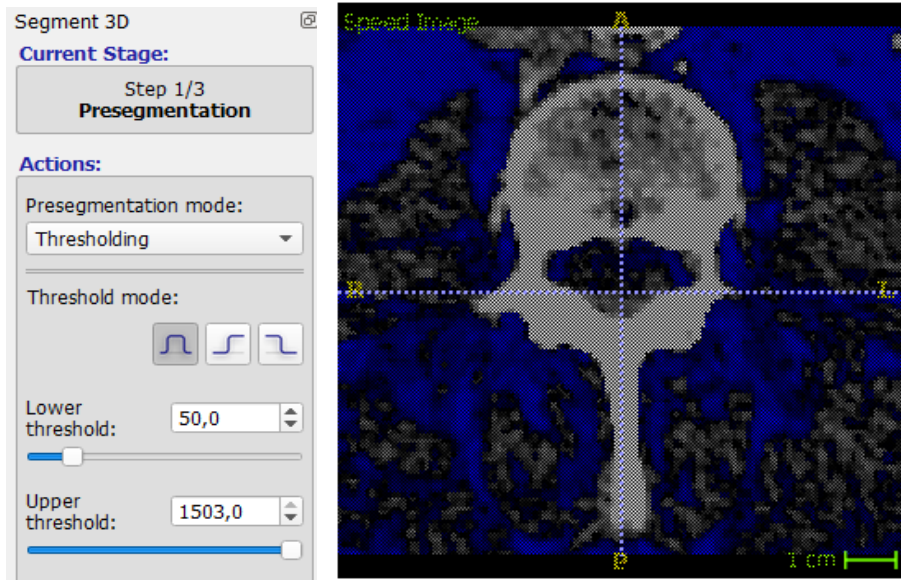 Segment 3D
Current Stage:
Step 1/3
Presegmentation
Actions:
Presegmentation mode:
Thresholding
Threshold mode:
Lower
threshold:
50,0
Upper
threshold:
1503,0
Speed Image
A
R
L
P
1 cm